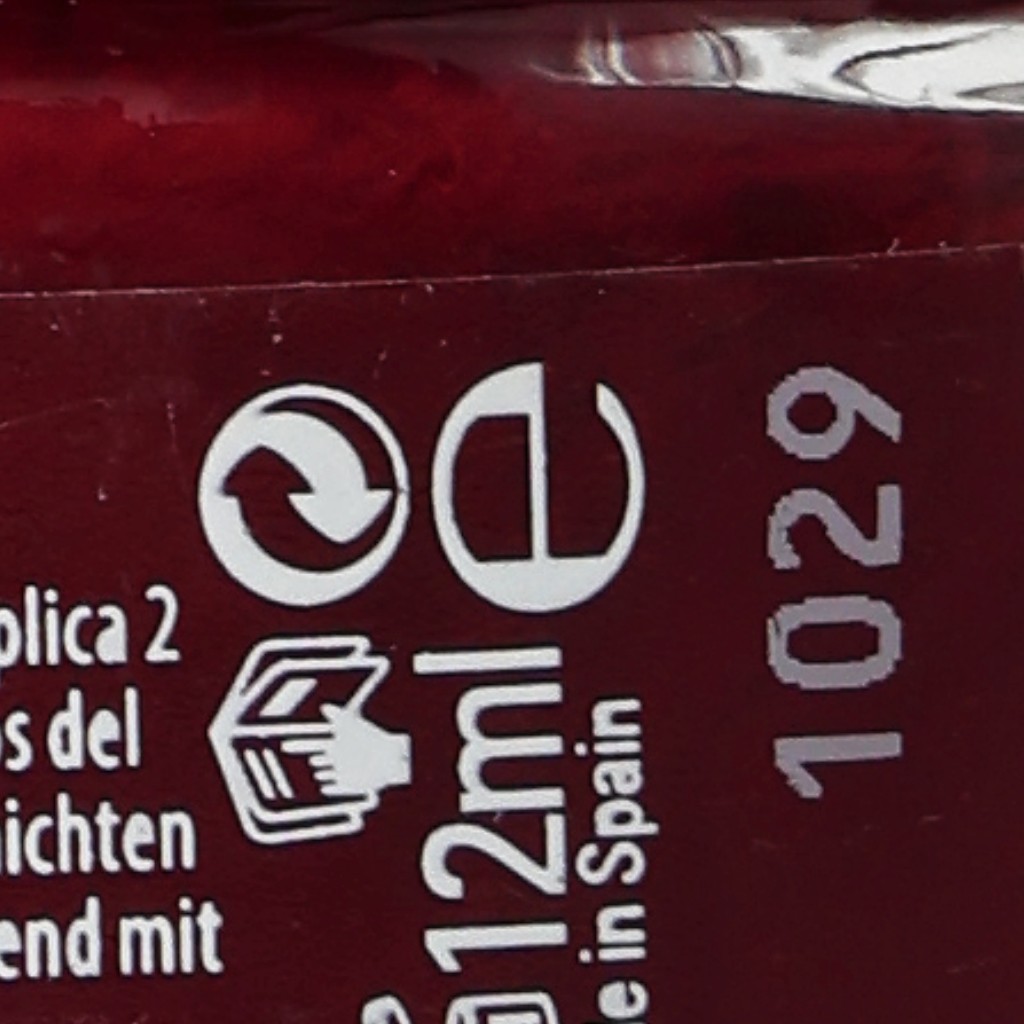 plica 2
s del
ichten
end mit
12ml e
e in Spain
1029